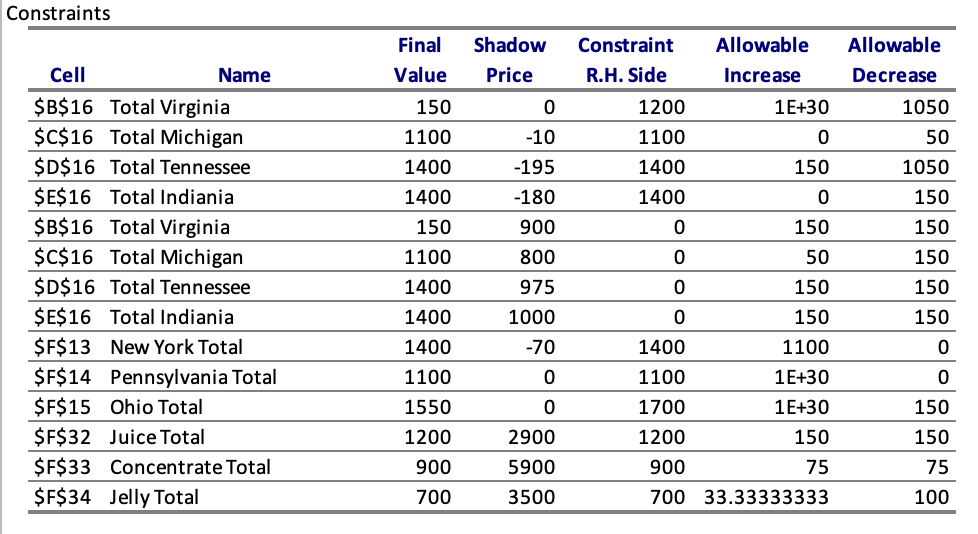 Constraints
Final Shadow Constraint Allowable Allowable
Cell Name Value Price R.H. Side Increase Decrease
$B$16 Total Virginia 150 0 1200 1E+30 1050
$C$16 Total Michigan 1100 -10 1100 0 50
$D$16 Total Tennessee 1400 -195 1400 150 1050
$E$16 Total Indiania 1400 -180 1400 0 150
$B$16 Total Virginia 150 900 0 150 150
$C$16 Total Michigan 1100 800 0 50 150
$D$16 Total Tennessee 1400 975 0 150 150
$E$16 Total Indiania 1400 1000 0 150 150
$F$13 New York Total 1400 -70 1400 1100 0
$F$14 Pennsylvania Total 1100 0 1100 1E+30 0
$F$15 Ohio Total 1550 0 1700 1E+30 150
$F$32 Juice Total 1200 2900 1200 150 150
$F$33 Concentrate Total 900 5900 900 75 75
$F$34 Jelly Total 700 3500 700 33.33333333 100